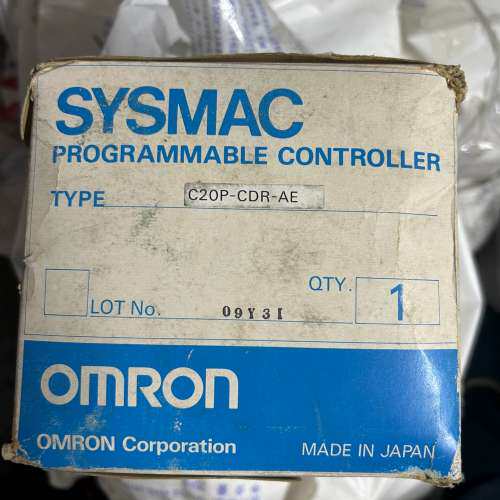 SYSMAC
PROGRAMMABLE CONTROLLER
TYPE C20P-CDR-AE
QTY. 1
LOT No. 09Y3I
OMRON
OMRON Corporation MADE IN JAPAN